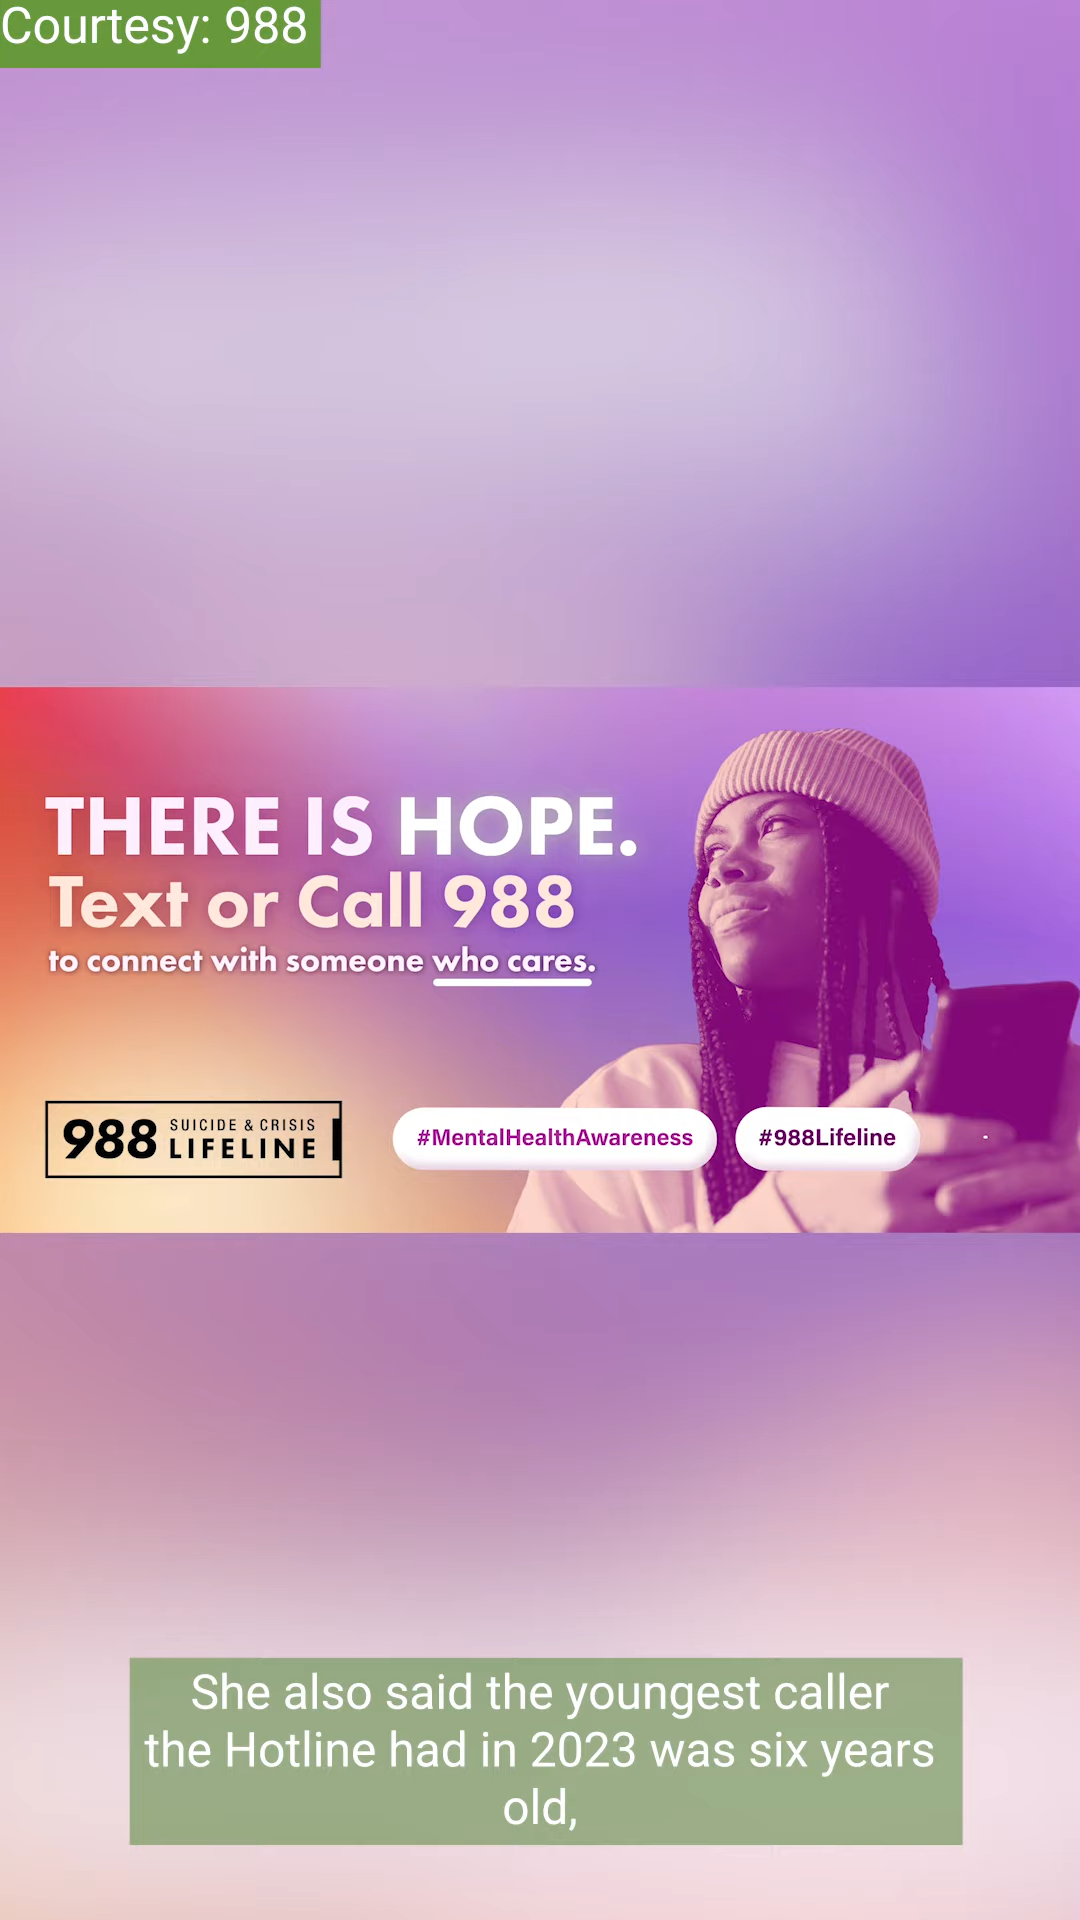 Courtesy: 988
THERE IS HOPE.
Text or Call 988
to connect with someone who cares.
988 SUICIDE & CRISIS
LIFELINE
#MentalHealthAwareness
#988Lifeline
She also said the youngest caller
the Hotline had in 2023 was six years
old,